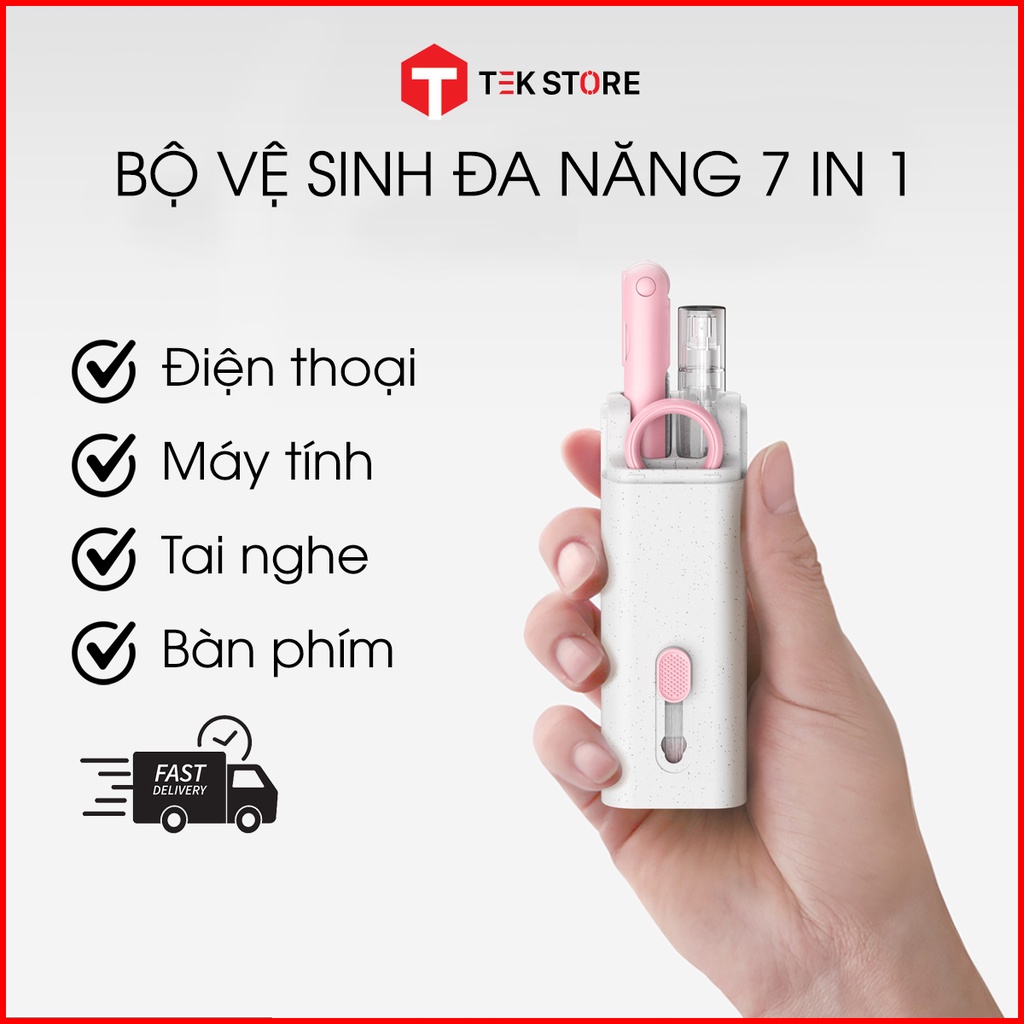 TEK STORE
BỘ VỆ SINH ĐA NĂNG 7 IN 1
Điện thoại
Máy tính
Tai nghe
Bàn phím
FAST
DELIVERY